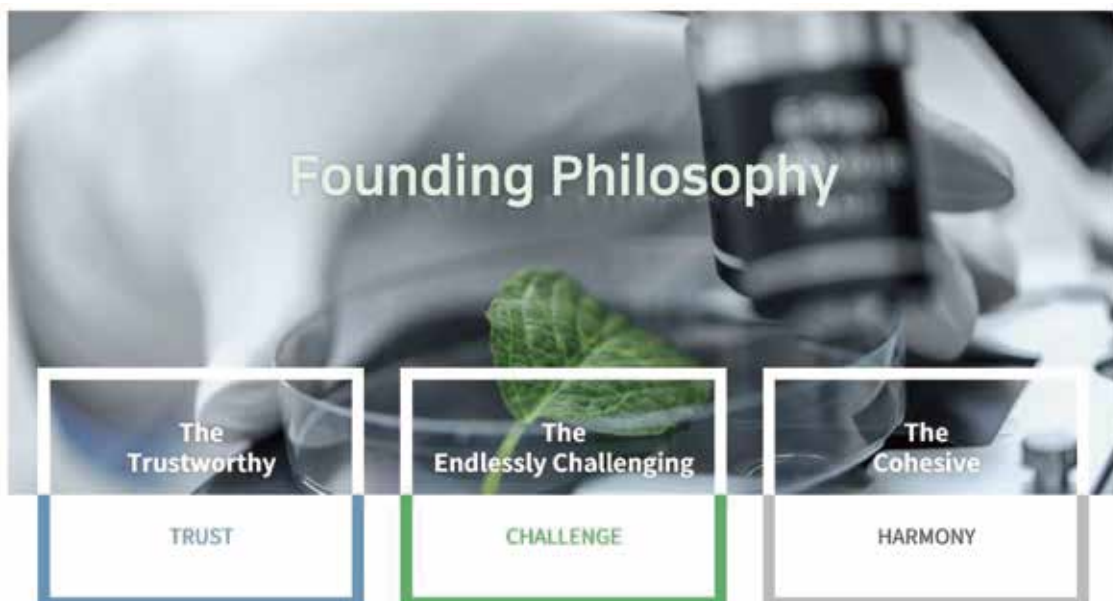 Founding Philosophy
The
Trustworthy
TRUST
The
Endlessly Challenging
CHALLENGE
The
Cohesive
HARMONY